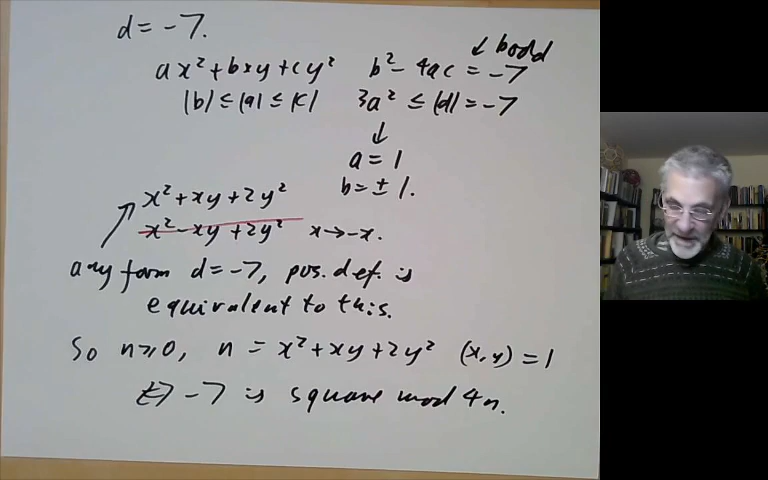 d = -7.
↓ b odd
ax² + bxy + cy² b² - 4ac = -7
|b| ≤ |a| ≤ |c| 3a² ≤ |d| = -7
↓
a = 1
b = ± 1.
x² + xy + 2y²
x² - xy + 2y² x → -x.
any form d = -7, pos. def. is
equivalent to this.
So n ≥ 0, n = x² + xy + 2y² (x, y) = 1
⇔ -7 is square mod 4n.